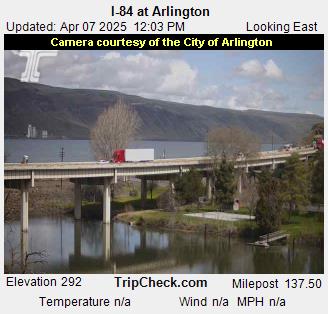 I-84 at Arlington
Updated: Apr 07 2025 12:03 PM Looking East
Camera courtesy of the City of Arlington
Elevation 292 TripCheck.com Milepost 137.50
Temperature n/a Wind n/a MPH n/a